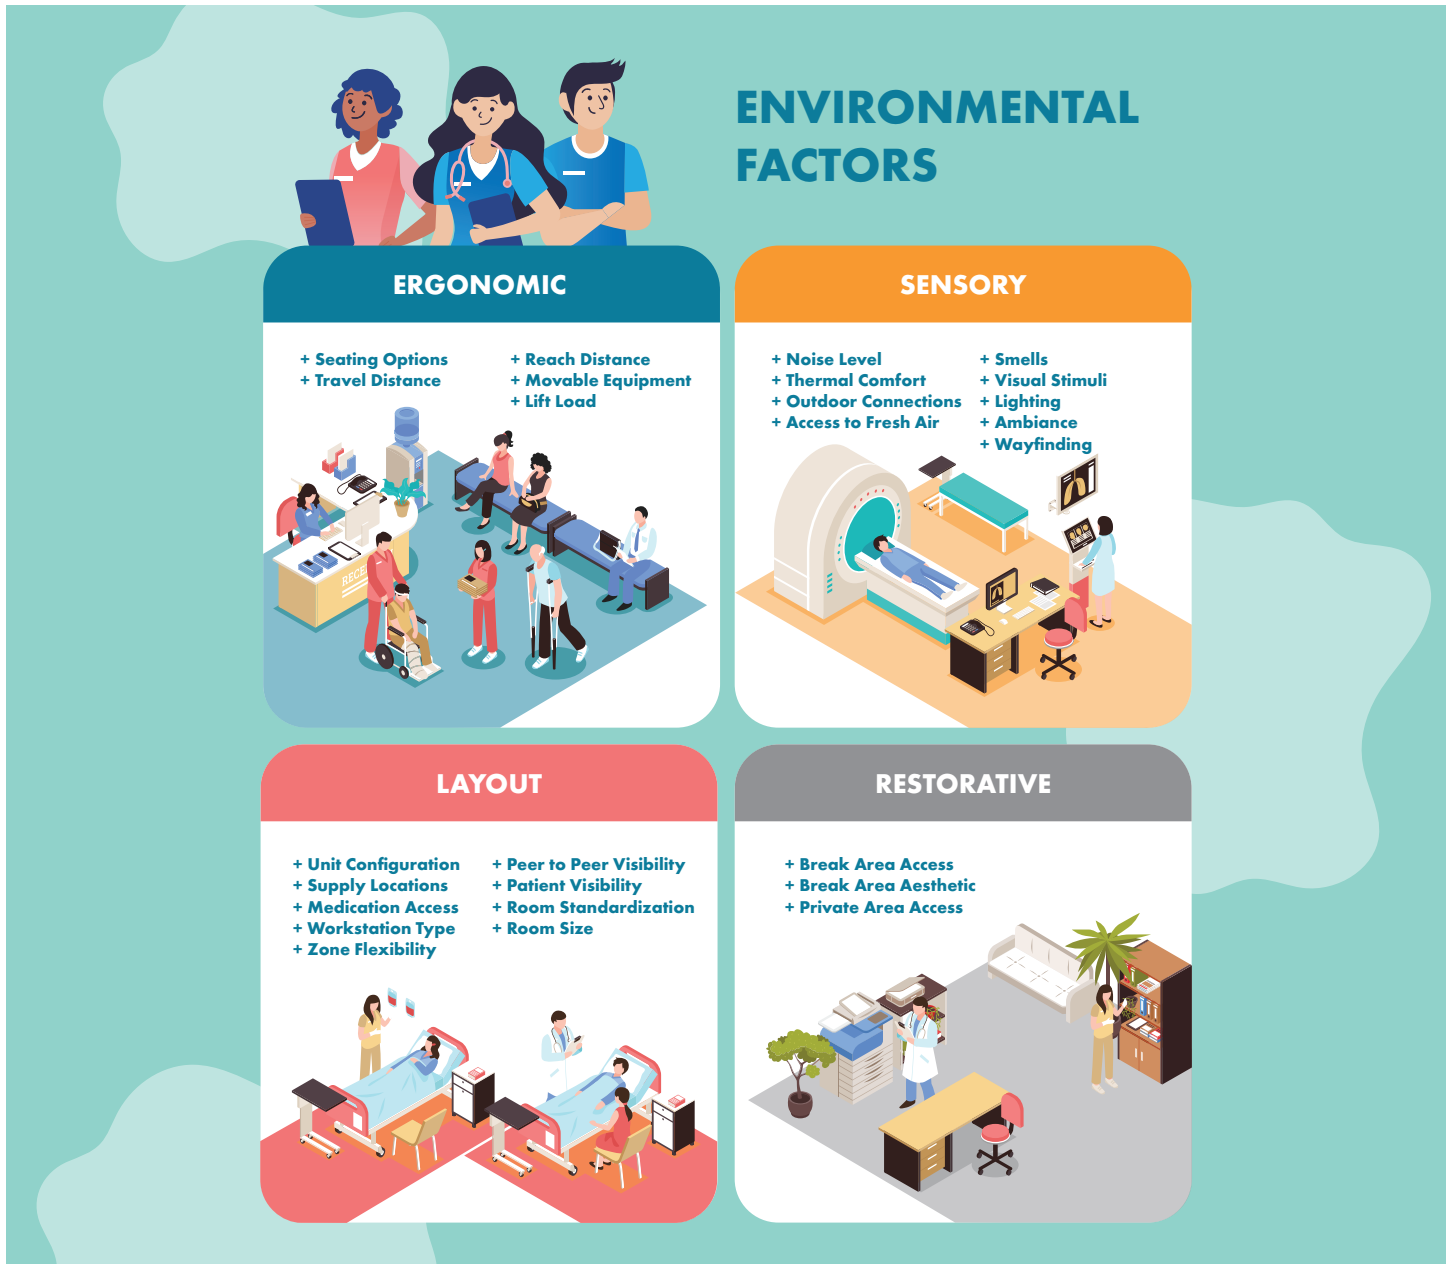 ENVIRONMENTAL
FACTORS
ERGONOMIC
+ Seating Options
+ Travel Distance
+ Reach Distance
+ Movable Equipment
+ Lift Load
RECE
SENSORY
+ Noise Level
+ Thermal Comfort
+ Outdoor Connections
+ Access to Fresh Air
+ Smells
+ Visual Stimuli
+ Lighting
+ Ambiance
+ Wayfinding
LAYOUT
+ Unit Configuration
+ Supply Locations
+ Medication Access
+ Workstation Type
+ Zone Flexibility
+ Peer to Peer Visibility
+ Patient Visibility
+ Room Standardization
+ Room Size
RESTORATIVE
+ Break Area Access
+ Break Area Aesthetic
+ Private Area Access